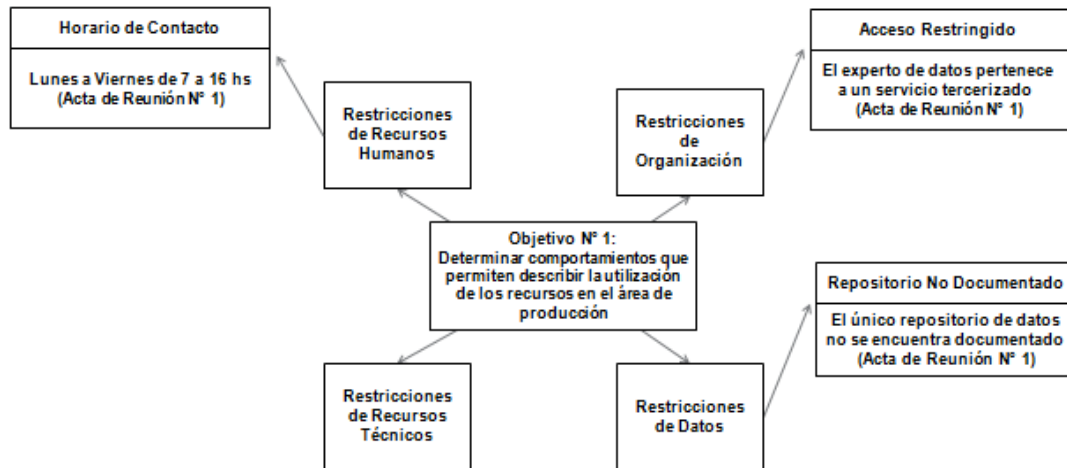 Horario de Contacto
Lunes a Viernes de 7 a 16 hs
(Acta de Reunión N° 1)
Acceso Restringido
El experto de datos pertenece
a un servicio tercerizado
(Acta de Reunión N° 1)
Restricciones
de Recursos
Humanos
Restricciones
de
Organización
Objetivo N° 1:
Determinar comportamientos que
permiten describir la utilización
de los recursos en el área de
producción
Repositorio No Documentado
El único repositorio de datos
no se encuentra documentado
(Acta de Reunión N° 1)
Restricciones
de Recursos
Técnicos
Restricciones
de Datos